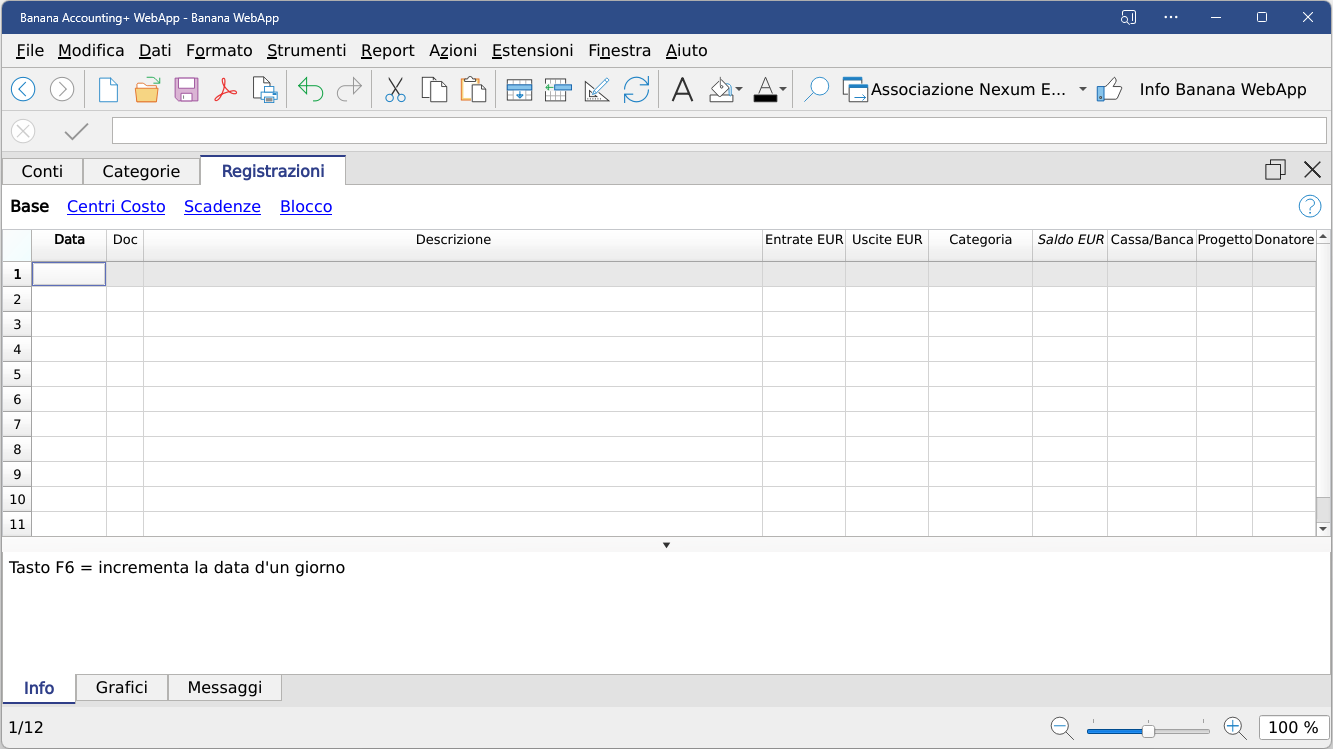 Banana Accounting+ WebApp - Banana WebApp
File Modifica Dati Formato Strumenti Report Azioni Estensioni Finestra Aiuto
Associazione Nexum E... Info Banana WebApp
Conti Categorie Registrazioni
Base Centri Costo Scadenze Blocco
Data Doc Descrizione Entrate EUR Uscite EUR Categoria Saldo EUR Cassa/Banca Progetto Donatore
1
2
3
4
5
6
7
8
9
10
11
Tasto F6 = incrementa la data d'un giorno
Info Grafici Messaggi
1/12 100 %